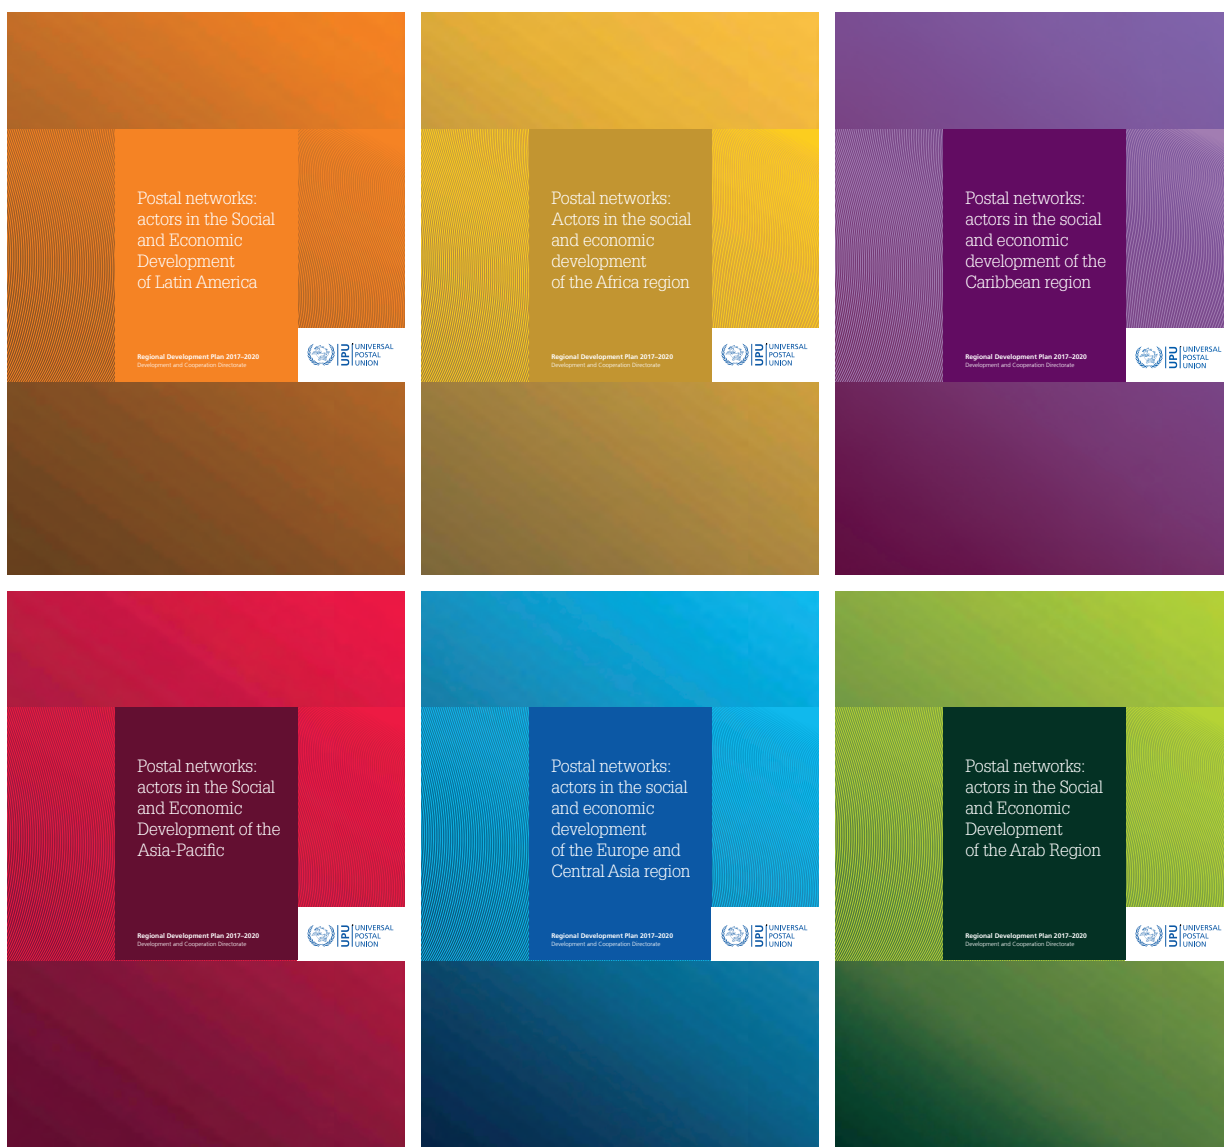 Postal networks:
actors in the Social
and Economic
Development
of Latin America
Regional Development Plan 2017–2020
Development and Cooperation Directorate
UPU
UNIVERSAL
POSTAL
UNION
Postal networks:
Actors in the social
and economic
development
of the Africa region
Regional Development Plan 2017–2020
Development and Cooperation Directorate
UPU
UNIVERSAL
POSTAL
UNION
Postal networks:
actors in the social
and economic
development of the
Caribbean region
Regional Development Plan 2017–2020
Development and Cooperation Directorate
UPU
UNIVERSAL
POSTAL
UNION
Postal networks:
actors in the Social
and Economic
Development of the
Asia-Pacific
Regional Development Plan 2017–2020
Development and Cooperation Directorate
UPU
UNIVERSAL
POSTAL
UNION
Postal networks:
actors in the social
and economic
development
of the Europe and
Central Asia region
Regional Development Plan 2017–2020
Development and Cooperation Directorate
UPU
UNIVERSAL
POSTAL
UNION
Postal networks:
actors in the Social
and Economic
Development
of the Arab Region
Regional Development Plan 2017–2020
Development and Cooperation Directorate
UPU
UNIVERSAL
POSTAL
UNION